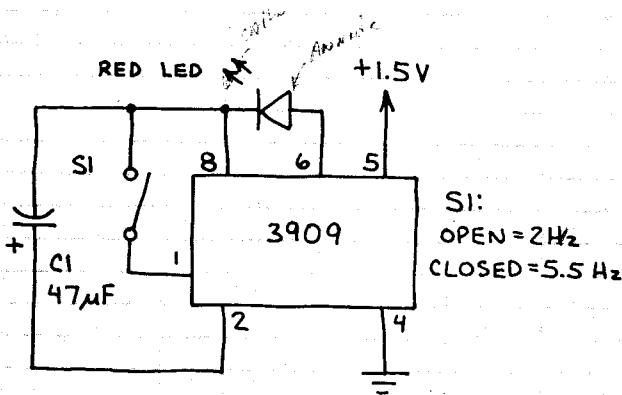 RED LED
+1.5V
S1
8
6
5
3909
1
S1:
OPEN = 2Hz
CLOSED = 5.5 Hz
+
C1
47µF
2
4